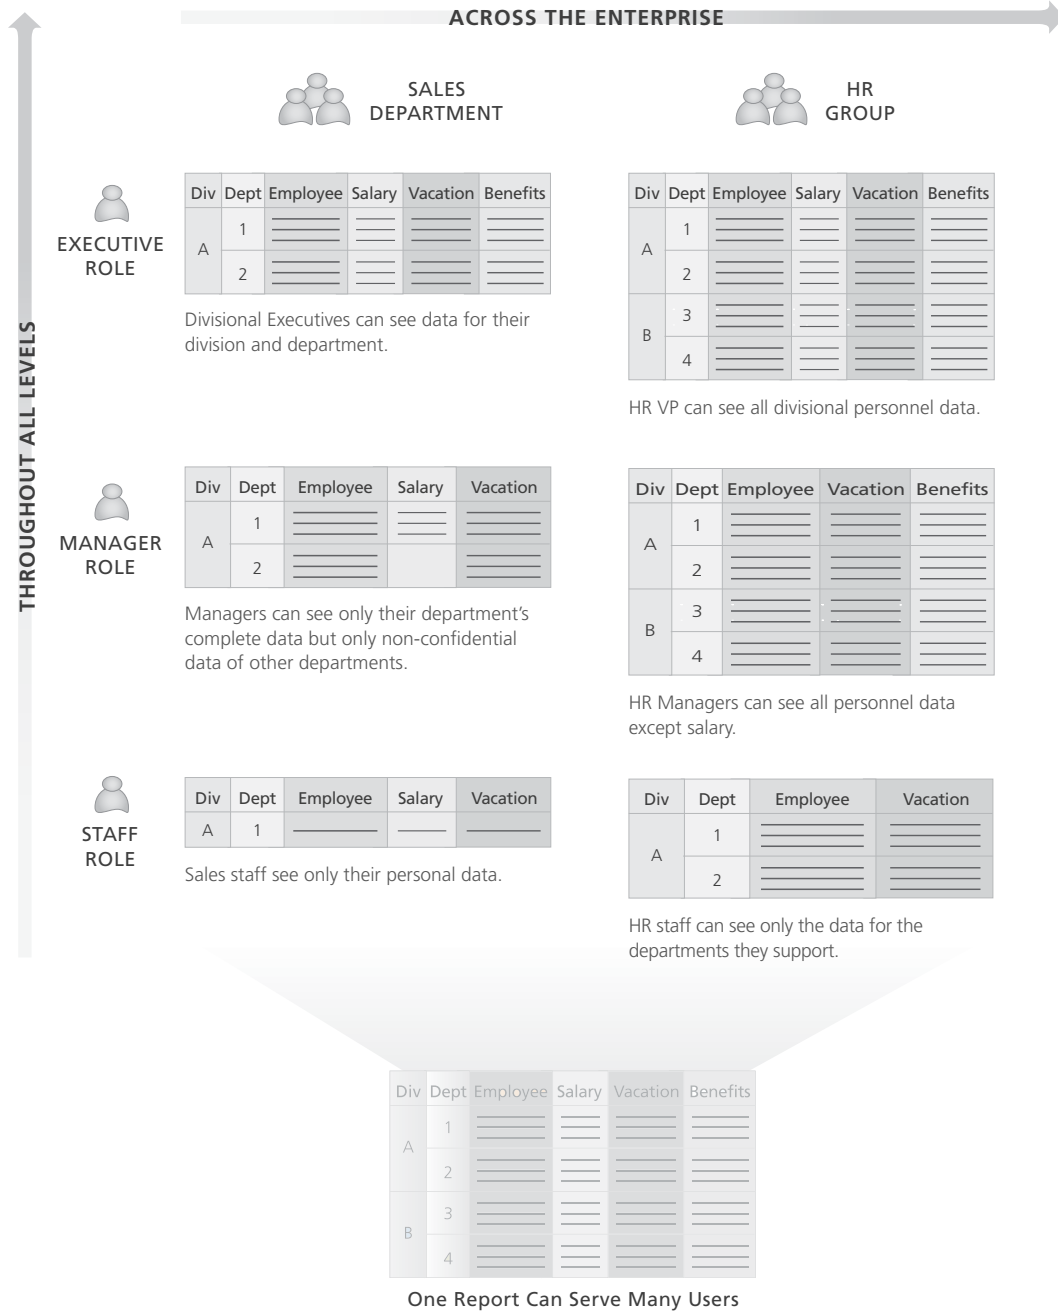 ACROSS THE ENTERPRISE
THROUGHOUT ALL LEVELS
SALES
DEPARTMENT
HR
GROUP
EXECUTIVE
ROLE
Div Dept Employee Salary Vacation Benefits
A
1
2
Divisional Executives can see data for their
division and department.
Div Dept Employee Salary Vacation Benefits
A
1
2
B
3
4
HR VP can see all divisional personnel data.
MANAGER
ROLE
Div Dept Employee Salary Vacation
A
1
2
Managers can see only their department’s
complete data but only non-confidential
data of other departments.
Div Dept Employee Vacation Benefits
A
1
2
B
3
4
HR Managers can see all personnel data
except salary.
STAFF
ROLE
Div Dept Employee Salary Vacation
A 1
Sales staff see only their personal data.
Div Dept Employee Vacation
A
1
2
HR staff can see only the data for the
departments they support.
Div Dept Employee Salary Vacation Benefits
A
1
2
B
3
4
One Report Can Serve Many Users